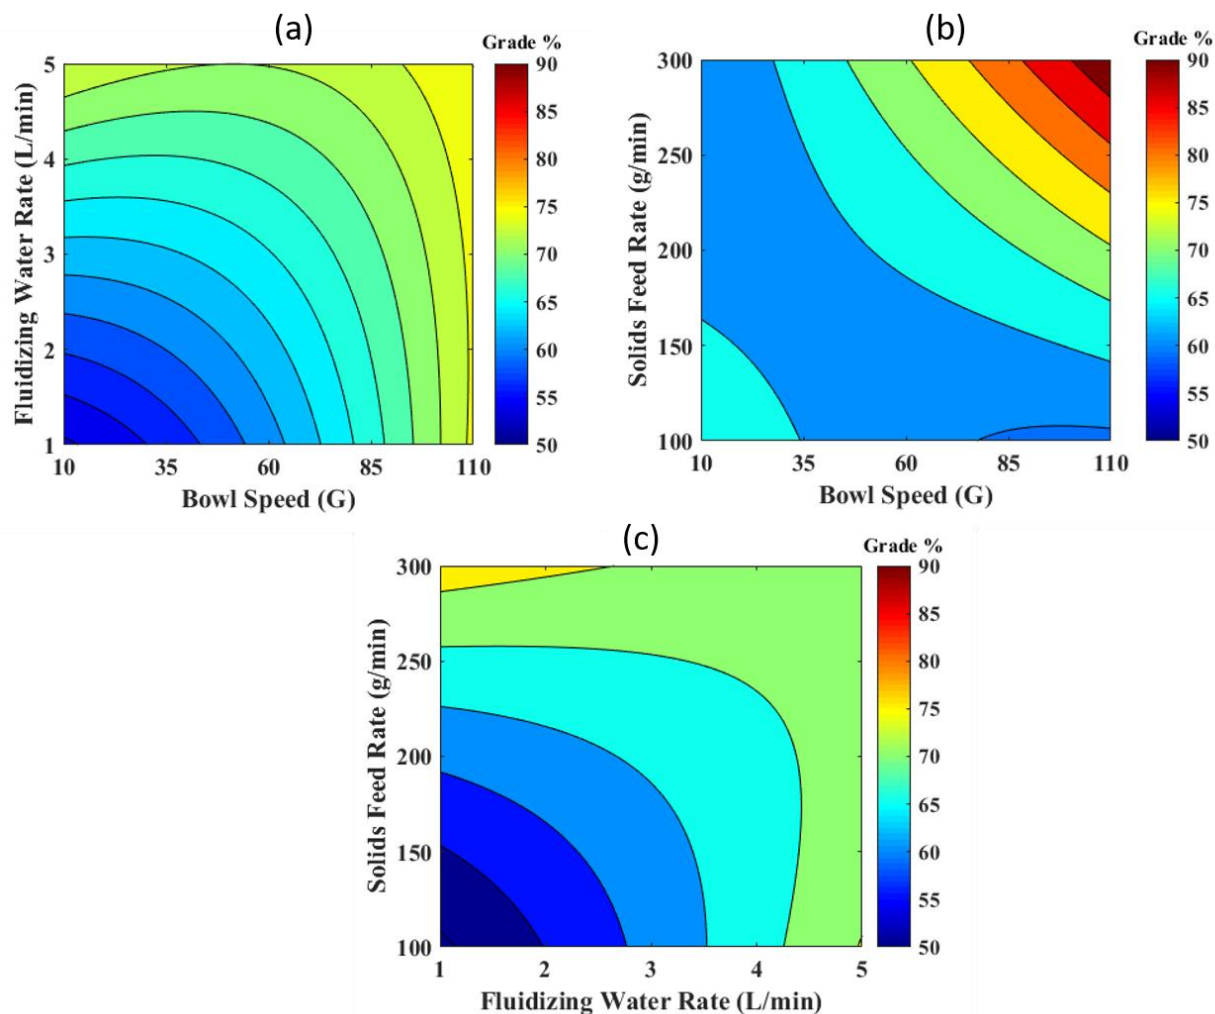 (a)
Grade %
5
4
3
2
1
Fluidizing Water Rate (L/min)
10 35 60 85 110
Bowl Speed (G)
90
85
80
75
70
65
60
55
50
(b)
Grade %
300
250
200
150
100
Solids Feed Rate (g/min)
10 35 60 85 110
Bowl Speed (G)
90
85
80
75
70
65
60
55
50
(c)
Grade %
300
250
200
150
100
Solids Feed Rate (g/min)
1 2 3 4 5
Fluidizing Water Rate (L/min)
90
85
80
75
70
65
60
55
50